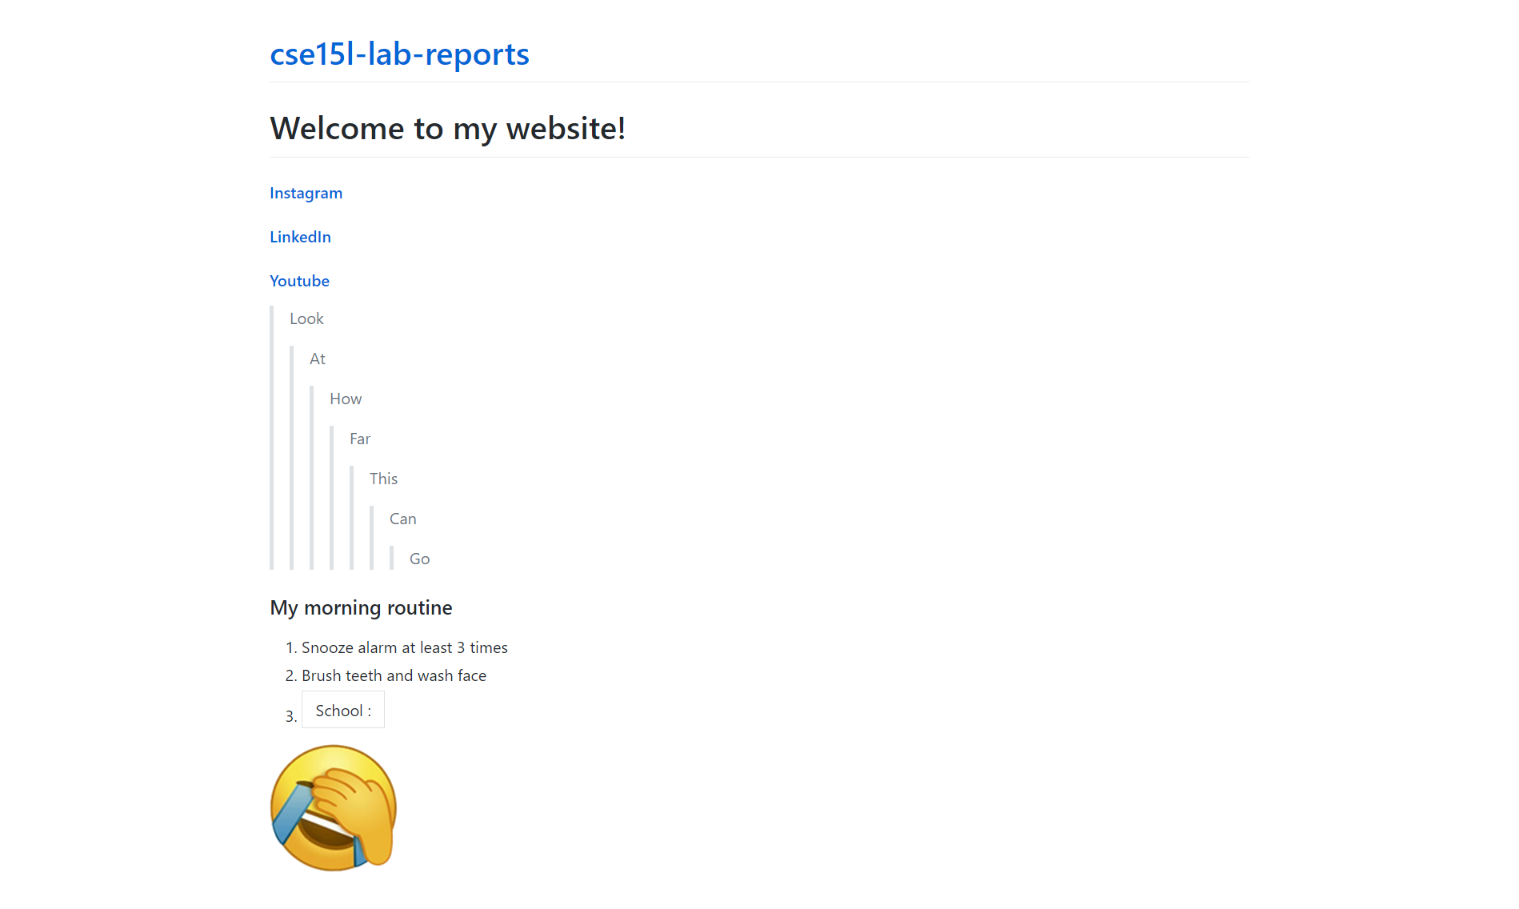 cse15l-lab-reports
Welcome to my website!
Instagram
LinkedIn
Youtube
Look
At
How
Far
This
Can
Go
My morning routine
1. Snooze alarm at least 3 times
2. Brush teeth and wash face
3. School :